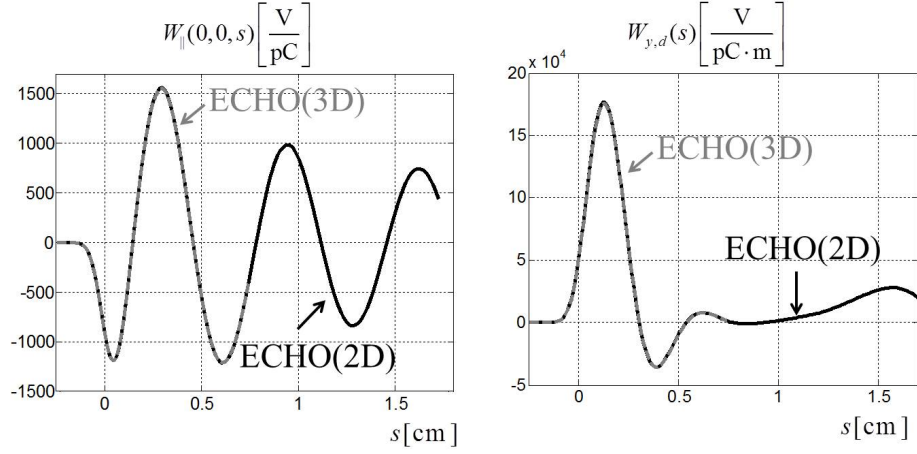 W∥(0,0,s)[V/pC]
1500
1000
500
0
-500
-1000
-1500
0 0.5 1 1.5
s[cm]
ECHO(3D)
ECHO(2D)
W_{y,d}(s)[V/pC·m]
20 x 10^4
15
10
5
0
-5
0 0.5 1 1.5
s[cm]
ECHO(3D)
ECHO(2D)